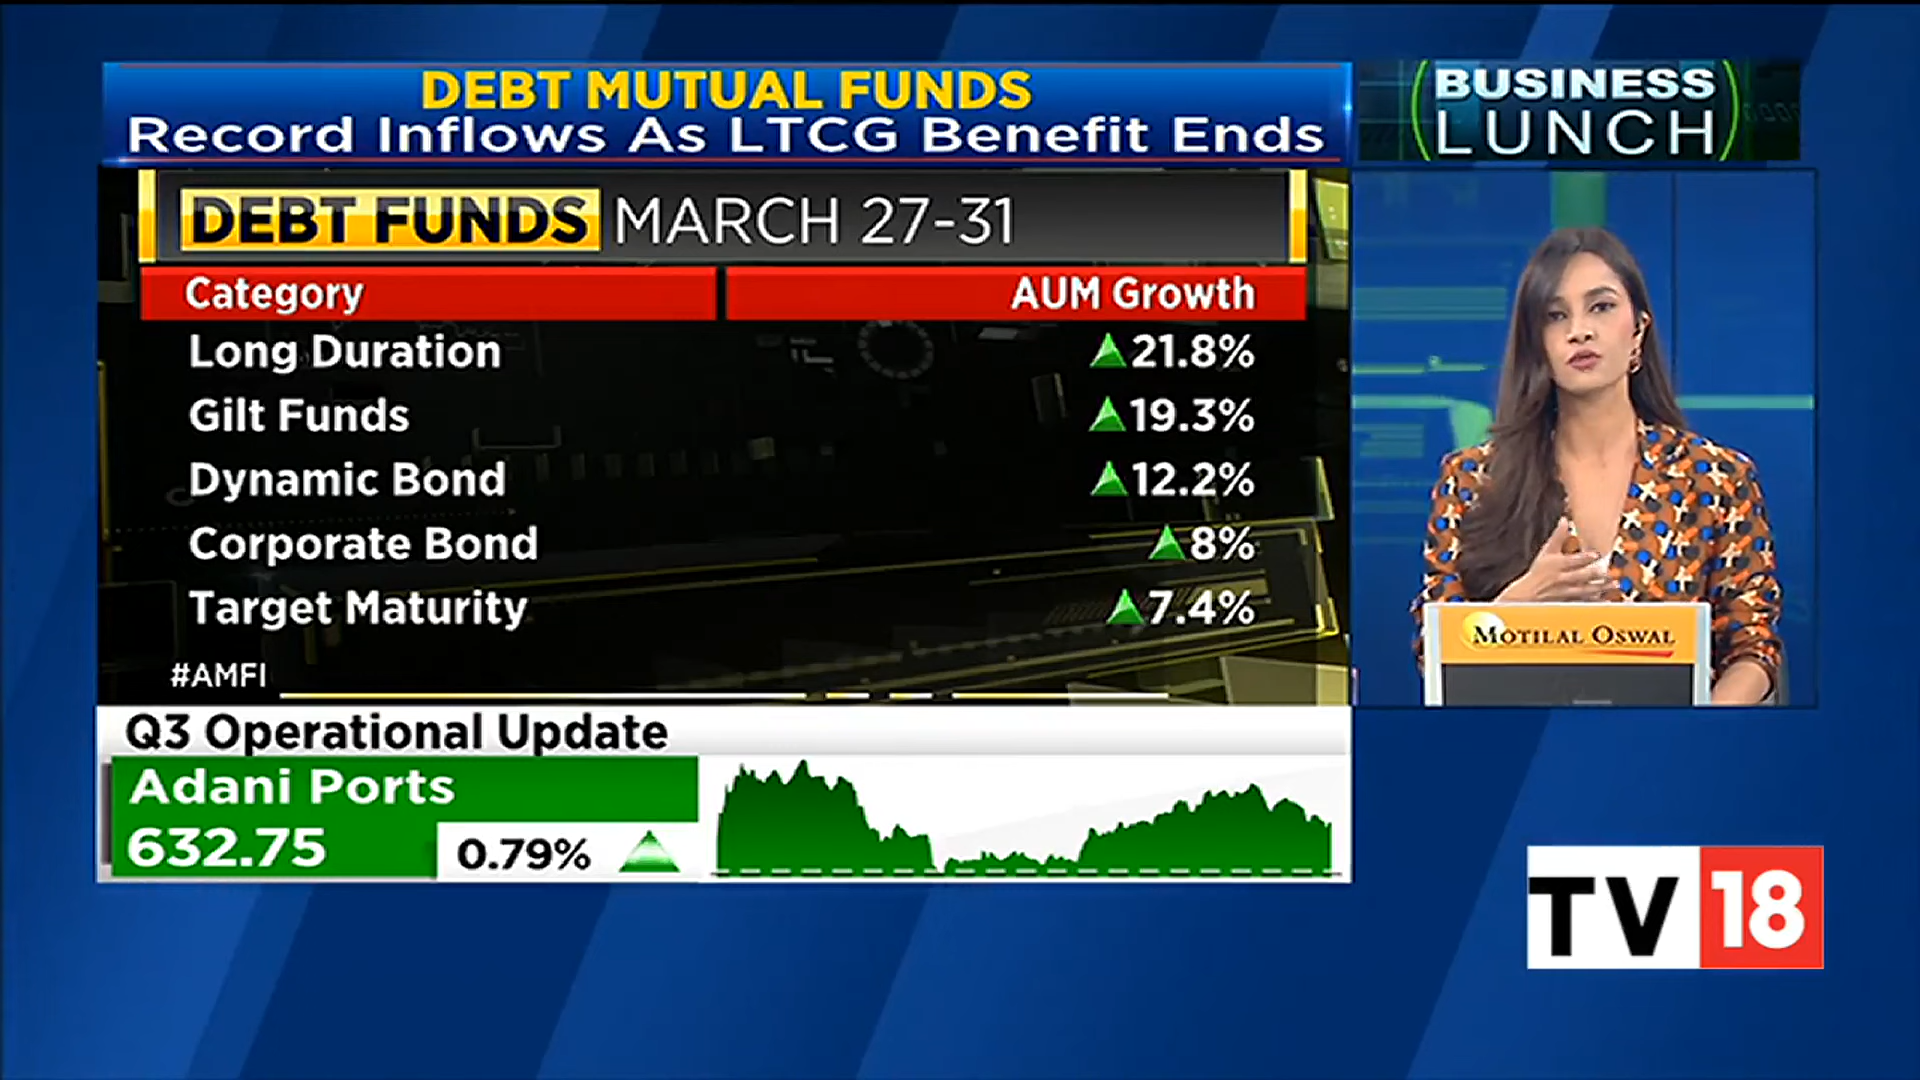 DEBT MUTUAL FUNDS
Record Inflows As LTCG Benefit Ends
BUSINESS
LUNCH
DEBT FUNDS MARCH 27-31
Category AUM Growth
Long Duration 21.8%
Gilt Funds 19.3%
Dynamic Bond 12.2%
Corporate Bond 8%
Target Maturity 7.4%
#AMFI
MOTILAL OSWAL
Q3 Operational Update
Adani Ports
632.75 0.79%
TV18